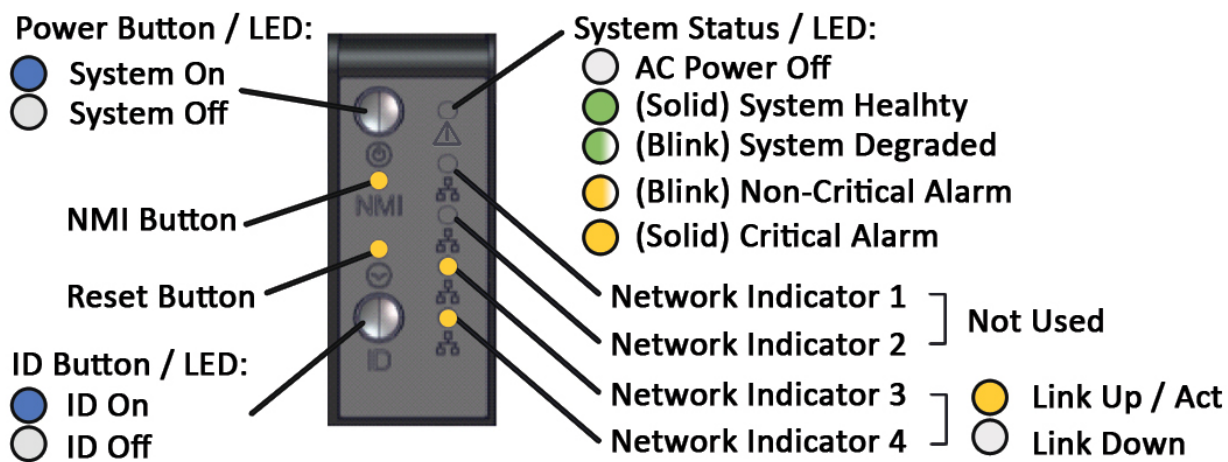 Power Button / LED:
System On
System Off
NMI Button
Reset Button
ID Button / LED:
ID On
ID Off
NMI
ID
System Status / LED:
AC Power Off
(Solid) System Healhty
(Blink) System Degraded
(Blink) Non-Critical Alarm
(Solid) Critical Alarm
Network Indicator 1
Network Indicator 2
Not Used
Network Indicator 3
Network Indicator 4
Link Up / Act
Link Down